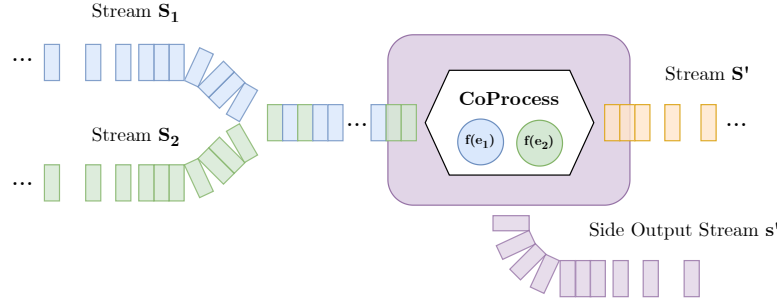 Stream S₁
...
Stream S₂
...
...
CoProcess
f(e₁)
f(e₂)
Stream S'
...
Side Output Stream s'